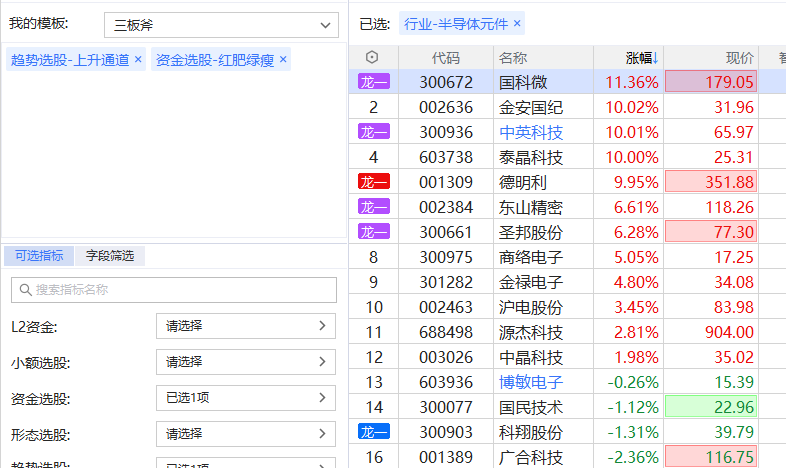 我的模板: 三板斧
趋势选股-上升通道 × 资金选股-红肥绿瘦 ×
可选指标 字段筛选
搜索指标名称
L2资金: 请选择
小额选股: 请选择
资金选股: 已选1项
形态选股: 请选择
已选: 行业-半导体元件 ×
代码 名称 涨幅↓ 现价
龙一 300672 国科微 11.36% 179.05
2 002636 金安国纪 10.02% 31.96
龙一 300936 中英科技 10.01% 65.97
4 603738 泰晶科技 10.00% 25.31
龙一 001309 德明利 9.95% 351.88
龙一 002384 东山精密 6.61% 118.26
龙一 300661 圣邦股份 6.28% 77.30
8 300975 商络电子 5.05% 17.25
9 301282 金禄电子 4.80% 34.08
10 002463 沪电股份 3.45% 83.98
11 688498 源杰科技 2.81% 904.00
12 003026 中晶科技 1.98% 35.02
13 603936 博敏电子 -0.26% 15.39
14 300077 国民技术 -1.12% 22.96
龙一 300903 科翔股份 -1.31% 39.79
16 001389 广合科技 -2.36% 116.75